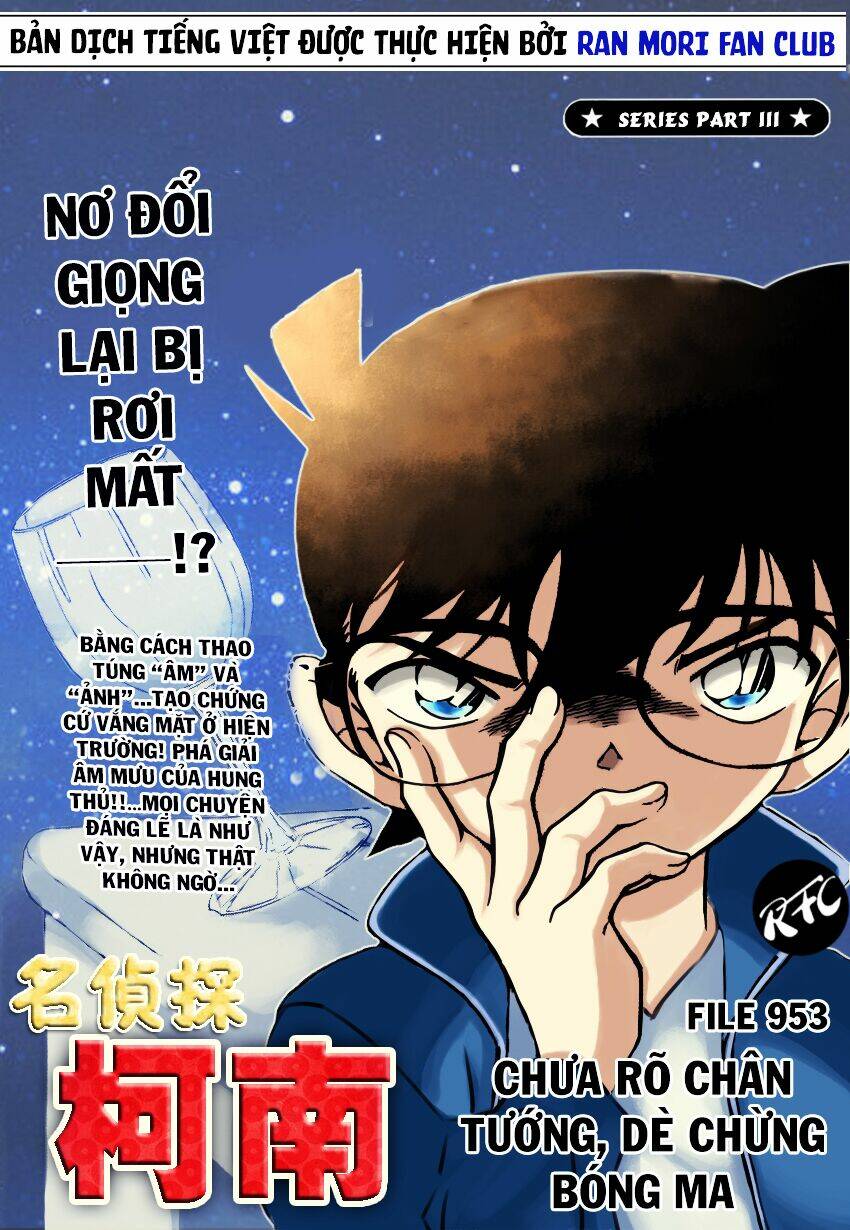 BẢN DỊCH TIẾNG VIỆT ĐƯỢC THỰC HIỆN BỞI RAN MORI FAN CLUB
★ SERIES PART III ★
NƠ ĐỔI
GIỌNG
LẠI BỊ
RƠI
MẤT
———!?
BẰNG CÁCH THAO
TÚNG “ÂM” VÀ
“ẢNH”...TẠO CHỨNG
CỨ VẮNG MẶT Ở HIỆN
TRƯỜNG! PHÁ GIẢI
ÂM MƯU CỦA HUNG
THỦ!!...MỌI CHUYỆN
ĐÁNG LẼ LÀ NHƯ
VẬY, NHƯNG THẬT
KHÔNG NGỜ...
RFC
名偵探
柯南
FILE 953
CHƯA RÕ CHÂN
TƯỚNG, DÈ CHỪNG
BÓNG MA